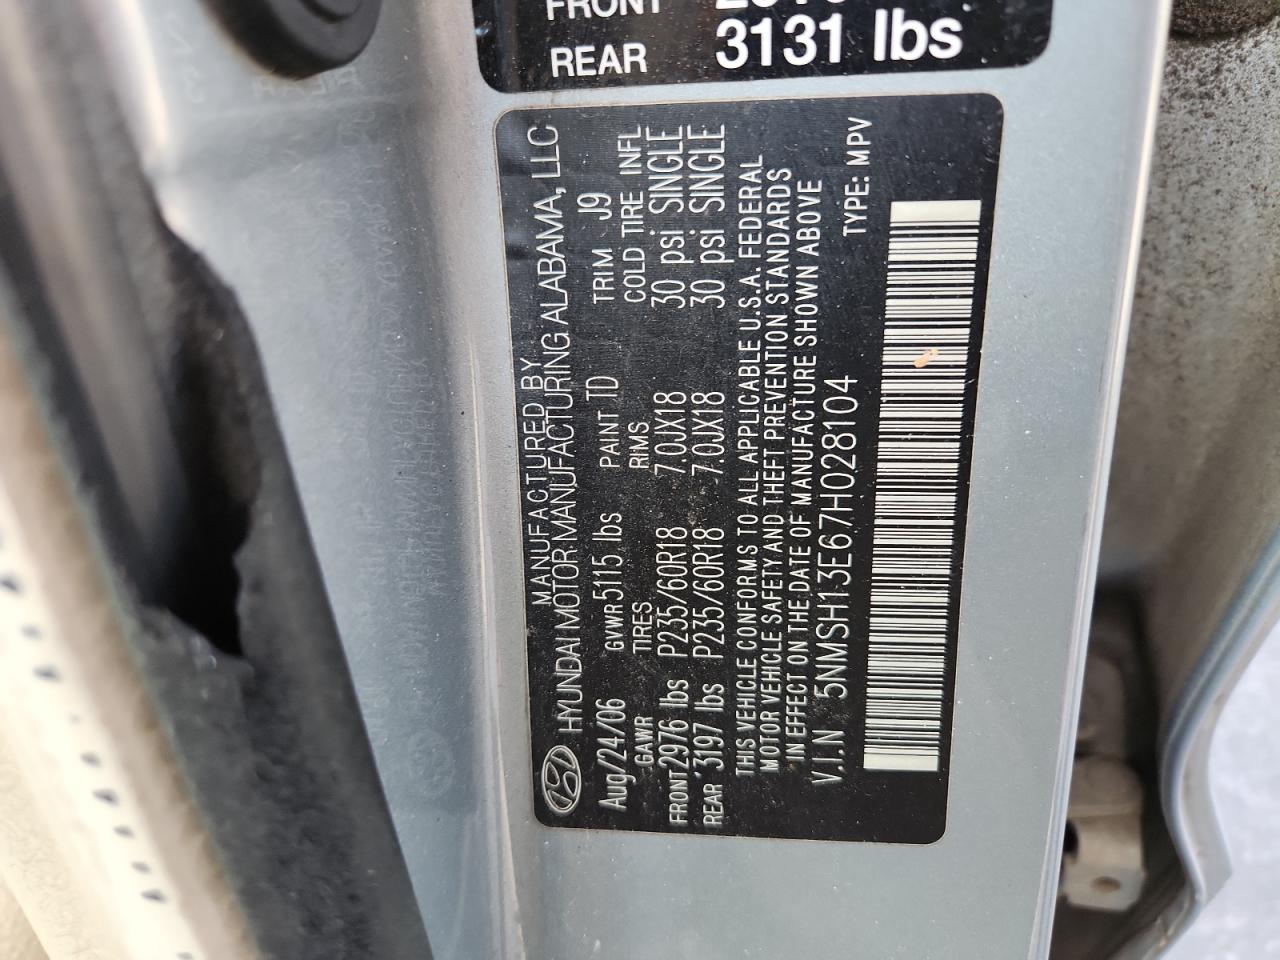 FRONT
REAR 3131 lbs
MANUFACTURED BY
HYUNDAI MOTOR MANUFACTURING ALABAMA, LLC
Aug/24/06 GVWR 5115 lbs PAINT TD TRIM J9
GAWR TIRES RIMS COLD TIRE INFL
FRONT 2976 lbs P235/60R18 7.0JX18 30 psi SINGLE
REAR 3197 lbs P235/60R18 7.0JX18 30 psi SINGLE
THIS VEHICLE CONFORMS TO ALL APPLICABLE U.S.A. FEDERAL
MOTOR VEHICLE SAFETY AND THEFT PREVENTION STANDARDS
IN EFFECT ON THE DATE OF MANUFACTURE SHOWN ABOVE
V.I.N 5NMSH13E67H028104 TYPE: MPV